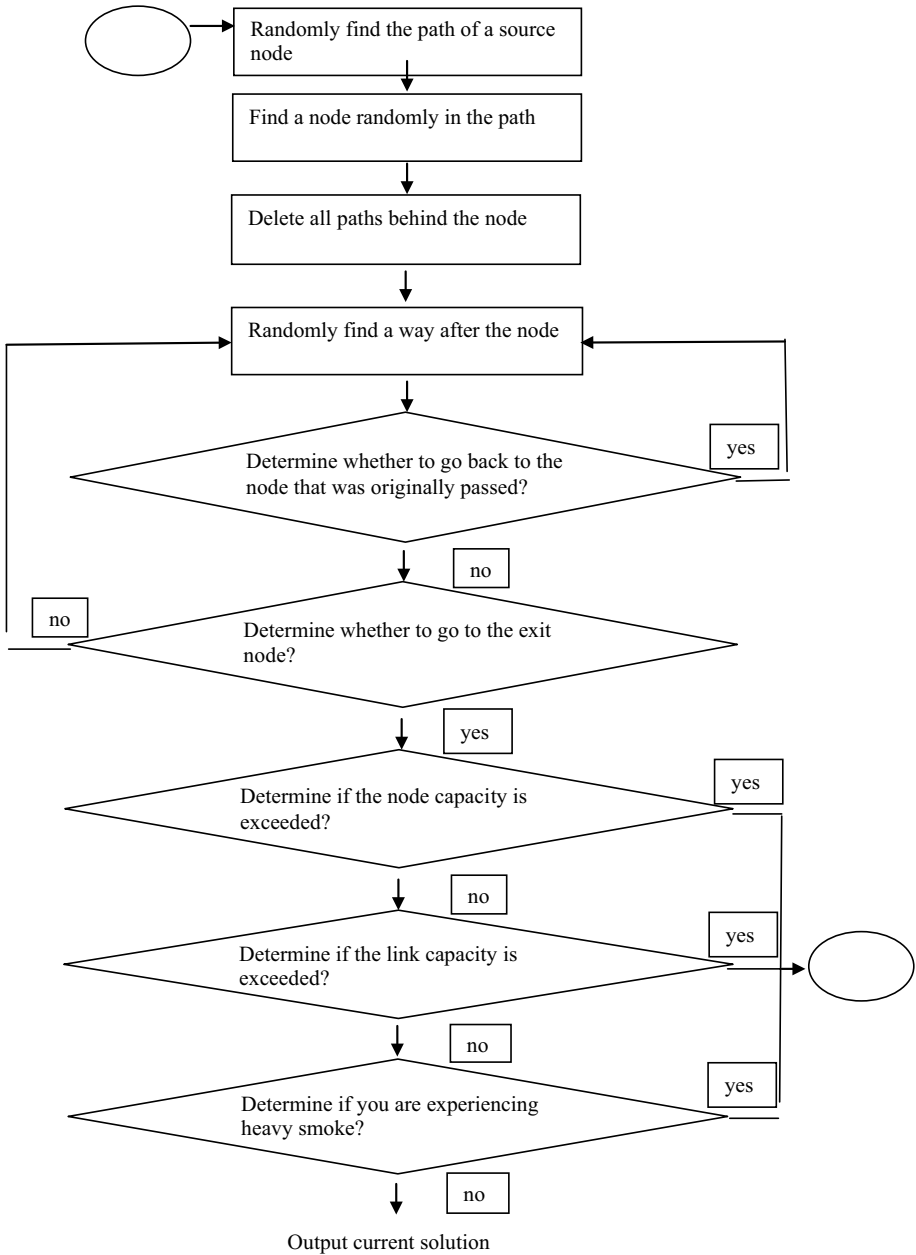 Randomly find the path of a source
node
Find a node randomly in the path
Delete all paths behind the node
Randomly find a way after the node
yes
Determine whether to go back to the
node that was originally passed?
no
no
Determine whether to go to the exit
node?
yes
yes
Determine if the node capacity is
exceeded?
no
yes
Determine if the link capacity is
exceeded?
no
yes
Determine if you are experiencing
heavy smoke?
no
Output current solution